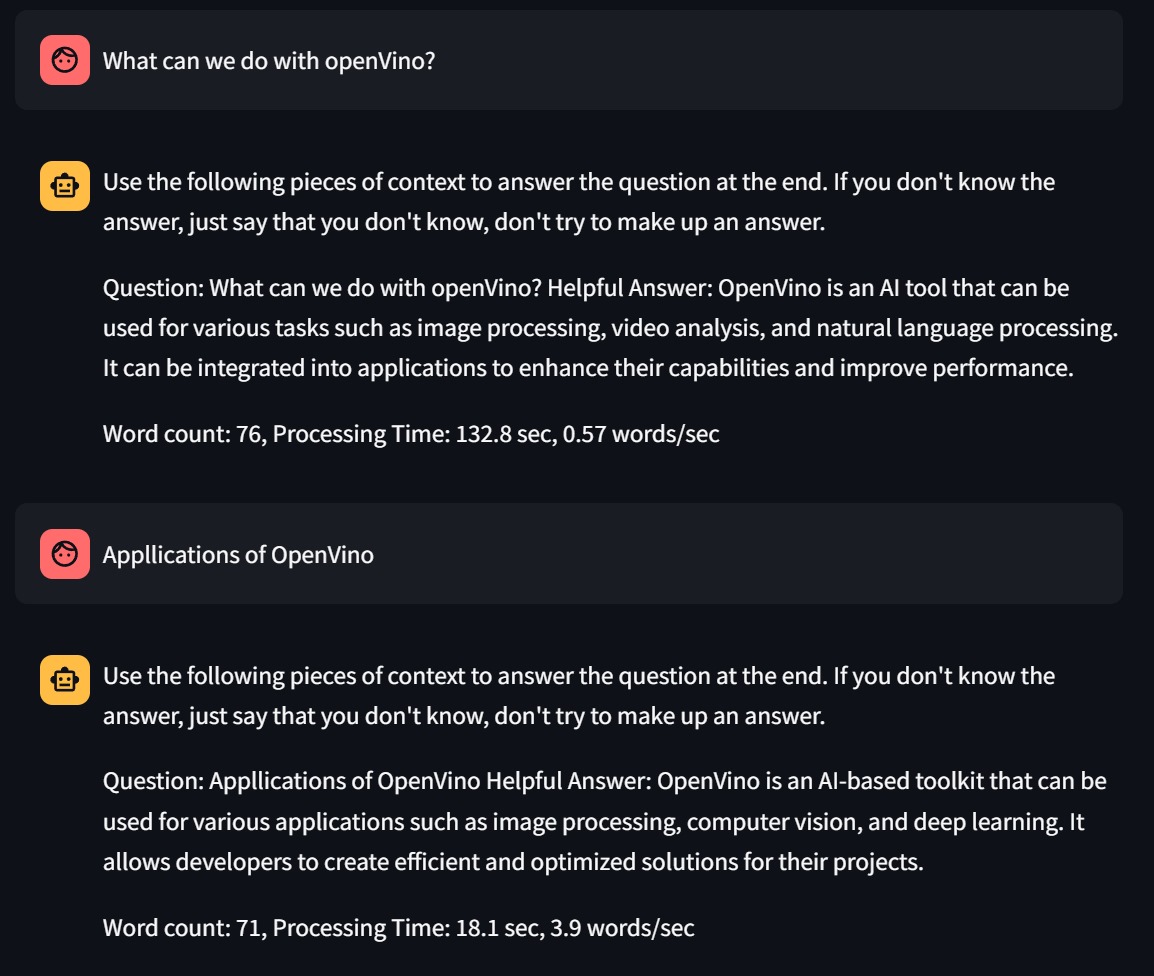 What can we do with openVino?
Use the following pieces of context to answer the question at the end. If you don't know the
answer, just say that you don't know, don't try to make up an answer.
Question: What can we do with openVino? Helpful Answer: OpenVino is an AI tool that can be
used for various tasks such as image processing, video analysis, and natural language processing.
It can be integrated into applications to enhance their capabilities and improve performance.
Word count: 76, Processing Time: 132.8 sec, 0.57 words/sec
Appllications of OpenVino
Use the following pieces of context to answer the question at the end. If you don't know the
answer, just say that you don't know, don't try to make up an answer.
Question: Appllications of OpenVino Helpful Answer: OpenVino is an AI-based toolkit that can be
used for various applications such as image processing, computer vision, and deep learning. It
allows developers to create efficient and optimized solutions for their projects.
Word count: 71, Processing Time: 18.1 sec, 3.9 words/sec